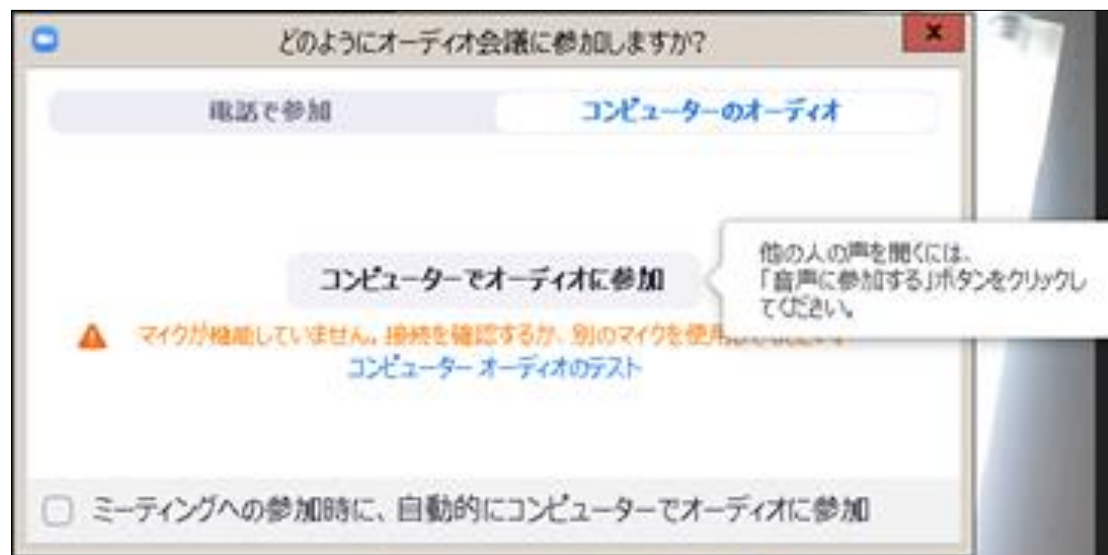 どのようにオーディオ会議に参加しますか?
電話で参加
コンピューターのオーディオ
コンピューターでオーディオに参加
他の人の声を聞くには、
「音声に参加する」ボタンをクリックし
てください。
マイクが機能していません。接続を確認するか、別のマイクを使用
コンピューター オーディオのテスト
ミーティングへの参加時に、自動的にコンピューターでオーディオに参加